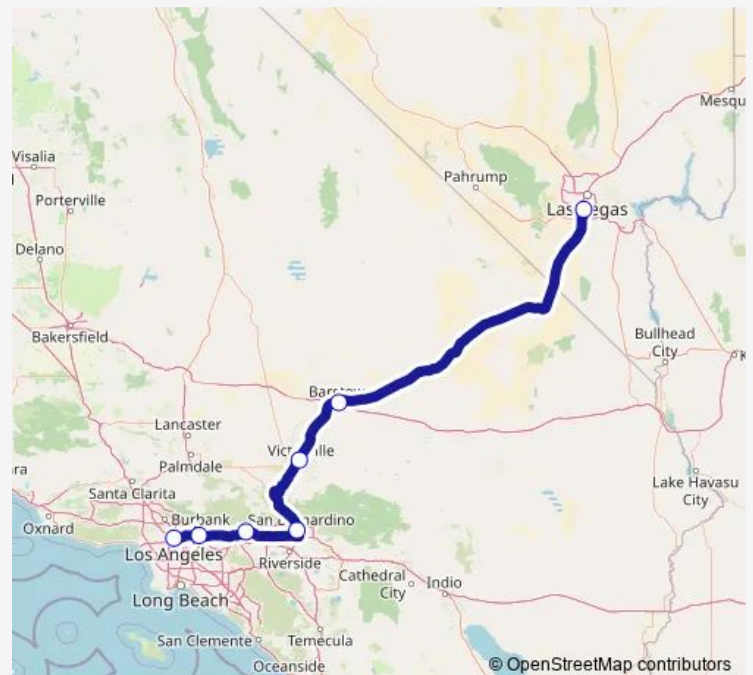 Mesqu
Visalia
Pahrump
Porterville
Las Vegas
Delano
Bakersfield
Bullhead
City
K
Barstow
Lancaster
Victorville
Palmdale
ara
Santa Clarita
Lake Havasu
City
Oxnard
Burbank
San Bernardino
Los Angeles
Riverside
Cathedral
City
Indio
Long Beach
San Clemente
Temecula
Oceanside
© OpenStreetMap contributors